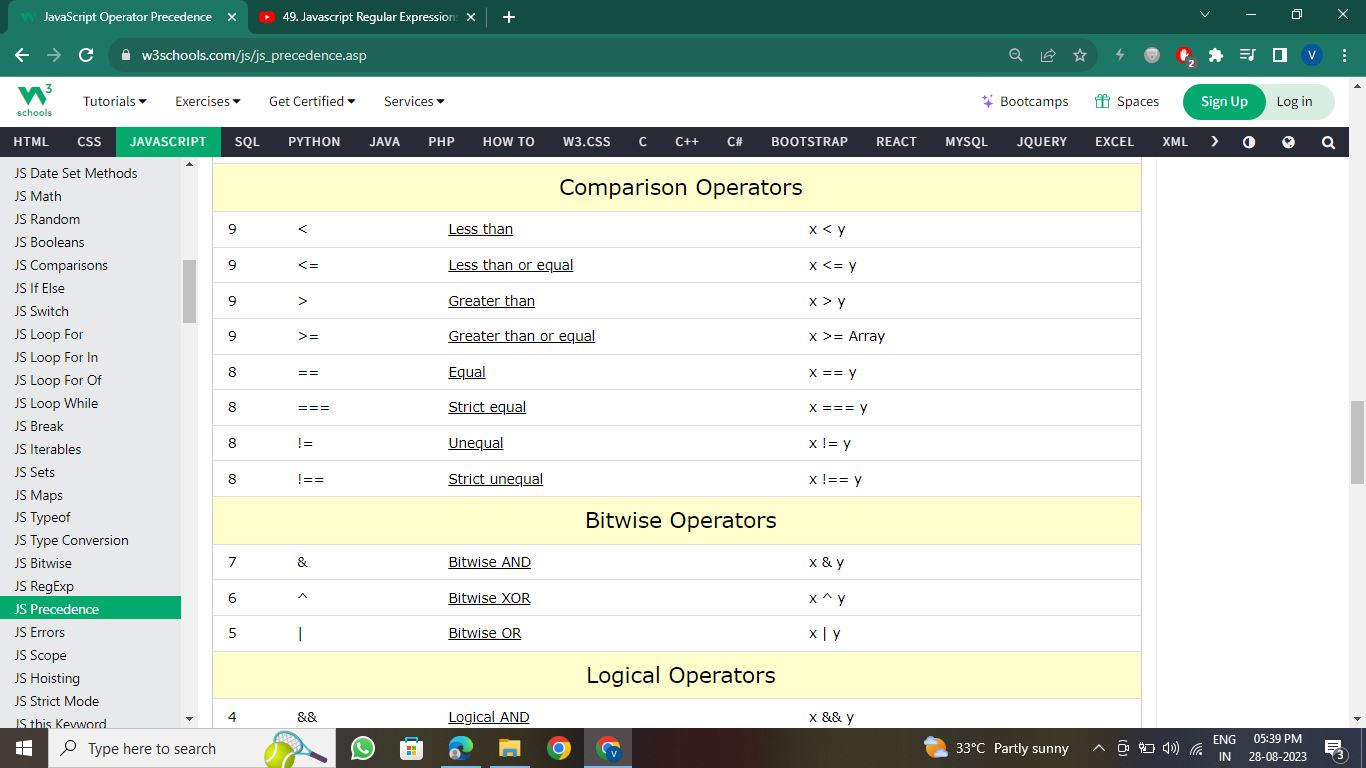 JavaScript Operator Precedence
49. Javascript Regular Expression
w3schools.com/js/js_precedence.asp
2
V
3
schools
Tutorials
Exercises
Get Certified
Services
Bootcamps
Spaces
Sign Up
Log in
HTML CSS JAVASCRIPT SQL PYTHON JAVA PHP HOW TO W3.CSS C C++ C# BOOTSTRAP REACT MYSQL JQUERY EXCEL XML
JS Date Set Methods
JS Math
JS Random
JS Booleans
JS Comparisons
JS If Else
JS Switch
JS Loop For
JS Loop For In
JS Loop For Of
JS Loop While
JS Break
JS Iterables
JS Sets
JS Maps
JS Typeof
JS Type Conversion
JS Bitwise
JS RegExp
JS Precedence
JS Errors
JS Scope
JS Hoisting
JS Strict Mode
JS this Keyword
Comparison Operators
9 < Less than x < y
9 <= Less than or equal x <= y
9 > Greater than x > y
9 >= Greater than or equal x >= Array
8 == Equal x == y
8 === Strict equal x === y
8 != Unequal x != y
8 !== Strict unequal x !== y
Bitwise Operators
7 & Bitwise AND x & y
6 ^ Bitwise XOR x ^ y
5 | Bitwise OR x | y
Logical Operators
4 && Logical AND x && y
Type here to search
V
33°C Partly sunny
ENG
IN
05:39 PM
28-08-2023
3